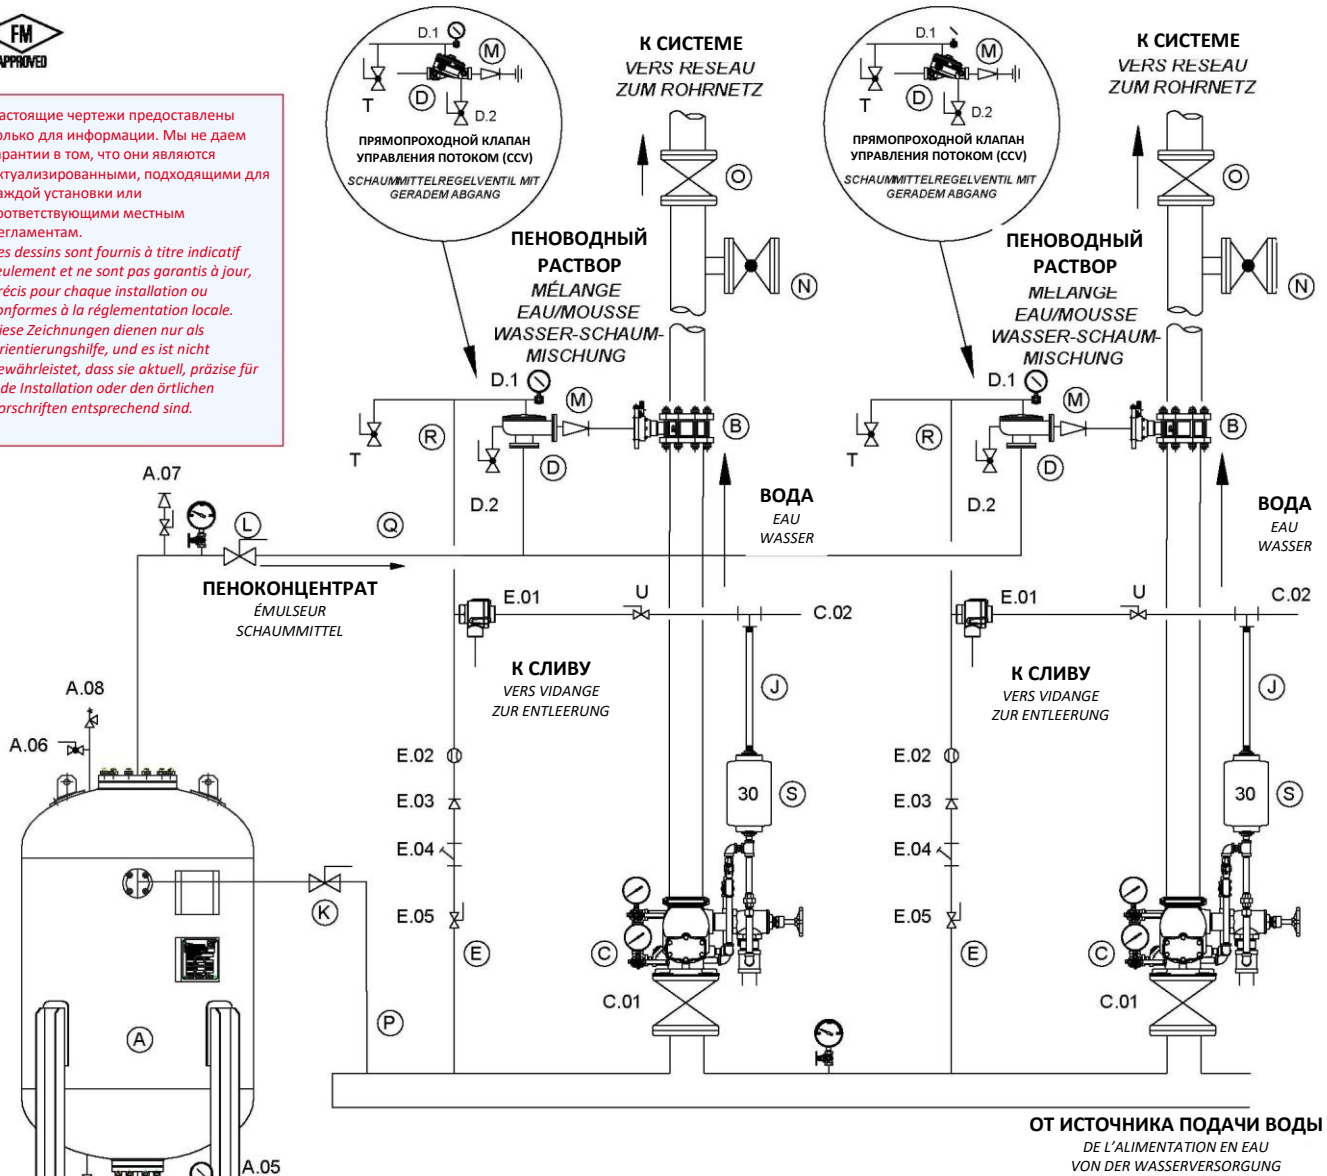 FM
APPROVED
астоящие чертежи предоставлены
олько для информации. Мы не даем
арантии в том, что они являются
ктуализированными, подходящими для
аждой установки или
оответствующими местным
егламентам.
es dessins sont fournis à titre indicatif
eulement et ne sont pas garantis à jour,
récis pour chaque installation ou
onformes à la réglementation locale.
iese Zeichnungen dienen nur als
rientierungshilfe, und es ist nicht
ewährleistet, dass sie aktuell, präzise für
de Installation oder den örtlichen
orschriften entsprechend sind.
D.1
M
T
D
D.2
ПРЯМОПРОХОДНОЙ КЛАПАН
УПРАВЛЕНИЯ ПОТОКОМ (CCV)
SCHAUMMITTELREGELVENTIL MIT
GERADEM ABGANG
К СИСТЕМЕ
VERS RESEAU
ZUM ROHRNETZ
O
N
ПЕНОВОДНЫЙ
РАСТВОР
MÉLANGE
EAU/MOUSSE
WASSER-SCHAUM-
MISCHUNG
D.1
M
D.1
M
T
D
D.2
ПРЯМОПРОХОДНОЙ КЛАПАН
УПРАВЛЕНИЯ ПОТОКОМ (CCV)
SCHAUMMITTELREGELVENTIL MIT
GERADEM ABGANG
К СИСТЕМЕ
VERS RESEAU
ZUM ROHRNETZ
O
N
ПЕНОВОДНЫЙ
РАСТВОР
MÉLANGE
EAU/MOUSSE
WASSER-SCHAUM-
MISCHUNG
D.1
M
T
R
D
B
D.2
T
R
D
B
D.2
A.07
L
Q
ВОДА
EAU
WASSER
ВОДА
EAU
WASSER
ПЕНОКОНЦЕНТРАТ
ÉMULSEUR
SCHAUMMITTEL
E.01
U
C.02
E.01
U
C.02
К СЛИВУ
VERS VIDANGE
ZUR ENTLEERUNG
J
К СЛИВУ
VERS VIDANGE
ZUR ENTLEERUNG
J
A.08
A.06
E.02
E.03
30
S
E.04
E.05
E
C
C.01
E.02
E.03
30
S
E.04
E.05
E
C
C.01
K
P
A
A.05
ОТ ИСТОЧНИКА ПОДАЧИ ВОДЫ
DE L'ALIMENTATION EN EAU
VON DER WASSERVERSORGUNG